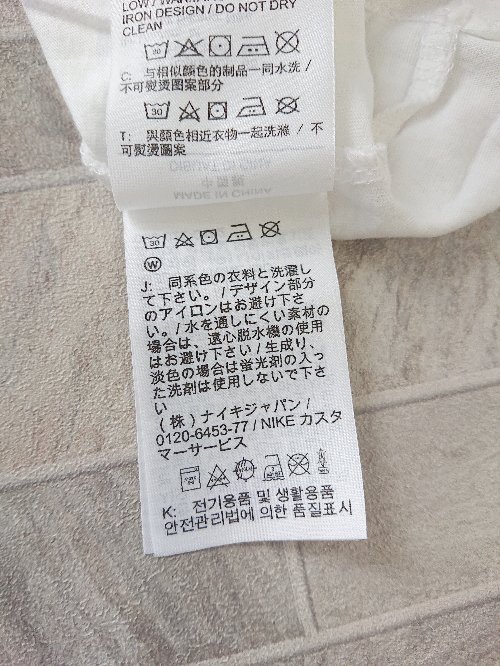 LOW / WARM
IRON DESIGN / DO NOT DRY
CLEAN
30
C: 与相似颜色的制品一同水洗 /
不可熨烫图案部分
30
T: 與顏色相近衣物一起洗滌 / 不
可熨燙圖案
中国制
MADE IN CHINA
30
W
J: 同系色の衣料と洗濯し
て下さい。/ デザイン部分
のアイロンはお避け下さ
い。/ 水を通しにくい素材の
場合は、遠心脱水機の使用
はお避け下さい / 生成り、
淡色の場合は蛍光剤の入っ
た洗剤は使用しないで下さ
い
(株) ナイキジャパン /
0120-6453-77 / NIKE カスタ
マーサービス
K: 전기용품 및 생활용품
안전관리법에 의한 품질표시